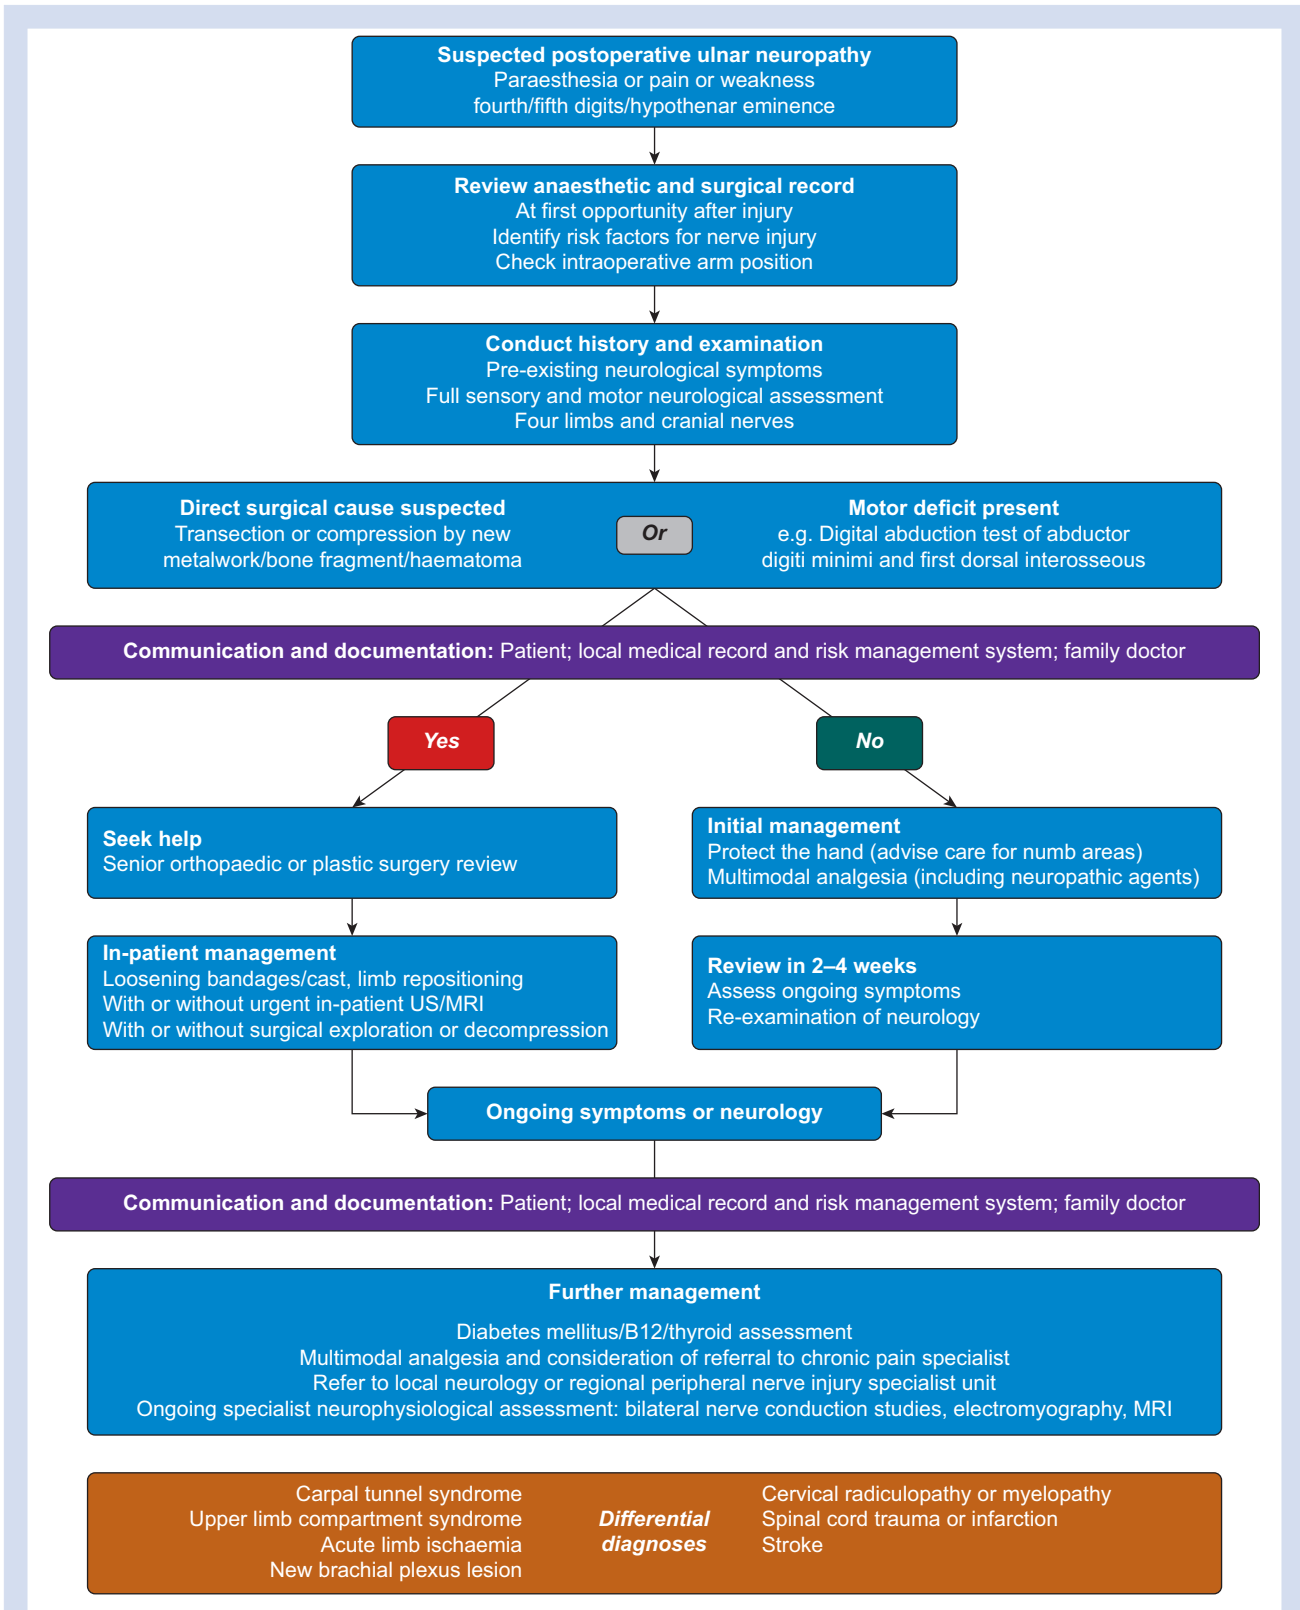 Suspected postoperative ulnar neuropathy
Paraesthesia or pain or weakness
fourth/fifth digits/hypothenar eminence
Review anaesthetic and surgical record
At first opportunity after injury
Identify risk factors for nerve injury
Check intraoperative arm position
Conduct history and examination
Pre-existing neurological symptoms
Full sensory and motor neurological assessment
Four limbs and cranial nerves
Direct surgical cause suspected
Transection or compression by new
metalwork/bone fragment/haematoma
Or
Motor deficit present
e.g. Digital abduction test of abductor
digiti minimi and first dorsal interosseous
Communication and documentation: Patient; local medical record and risk management system; family doctor
Yes
No
Seek help
Senior orthopaedic or plastic surgery review
Initial management
Protect the hand (advise care for numb areas)
Multimodal analgesia (including neuropathic agents)
In-patient management
Loosening bandages/cast, limb repositioning
With or without urgent in-patient US/MRI
With or without surgical exploration or decompression
Review in 2–4 weeks
Assess ongoing symptoms
Re-examination of neurology
Ongoing symptoms or neurology
Communication and documentation: Patient; local medical record and risk management system; family doctor
Further management
Diabetes mellitus/B12/thyroid assessment
Multimodal analgesia and consideration of referral to chronic pain specialist
Refer to local neurology or regional peripheral nerve injury specialist unit
Ongoing specialist neurophysiological assessment: bilateral nerve conduction studies, electromyography, MRI
Carpal tunnel syndrome
Upper limb compartment syndrome
Acute limb ischaemia
New brachial plexus lesion
Differential
diagnoses
Cervical radiculopathy or myelopathy
Spinal cord trauma or infarction
Stroke